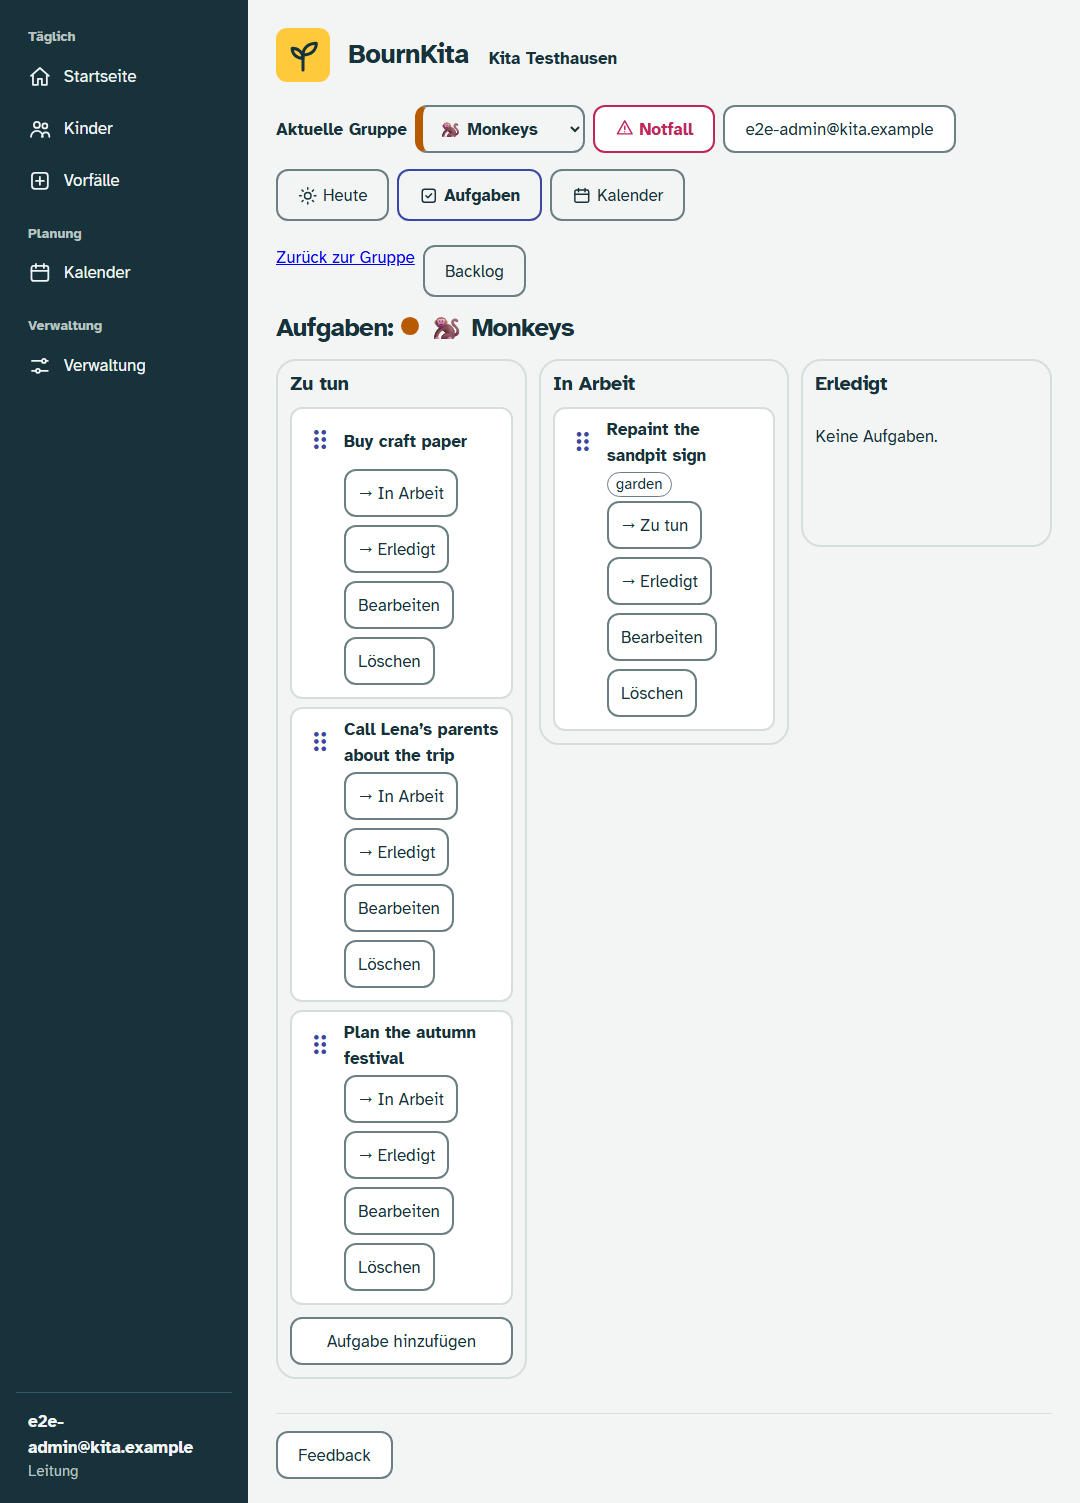 Täglich
Startseite
Kinder
Vorfälle
Planung
Kalender
Verwaltung
Verwaltung
e2e-
admin@kita.example
Leitung
BournKita Kita Testhausen
Aktuelle Gruppe Monkeys Notfall e2e-admin@kita.example
Heute Aufgaben Kalender
Zurück zur Gruppe Backlog
Aufgaben: Monkeys
Zu tun
Buy craft paper
→ In Arbeit
→ Erledigt
Bearbeiten
Löschen
Call Lena’s parents
about the trip
→ In Arbeit
→ Erledigt
Bearbeiten
Löschen
Plan the autumn
festival
→ In Arbeit
→ Erledigt
Bearbeiten
Löschen
Aufgabe hinzufügen
In Arbeit
Repaint the
sandpit sign
garden
→ Zu tun
→ Erledigt
Bearbeiten
Löschen
Erledigt
Keine Aufgaben.
Feedback